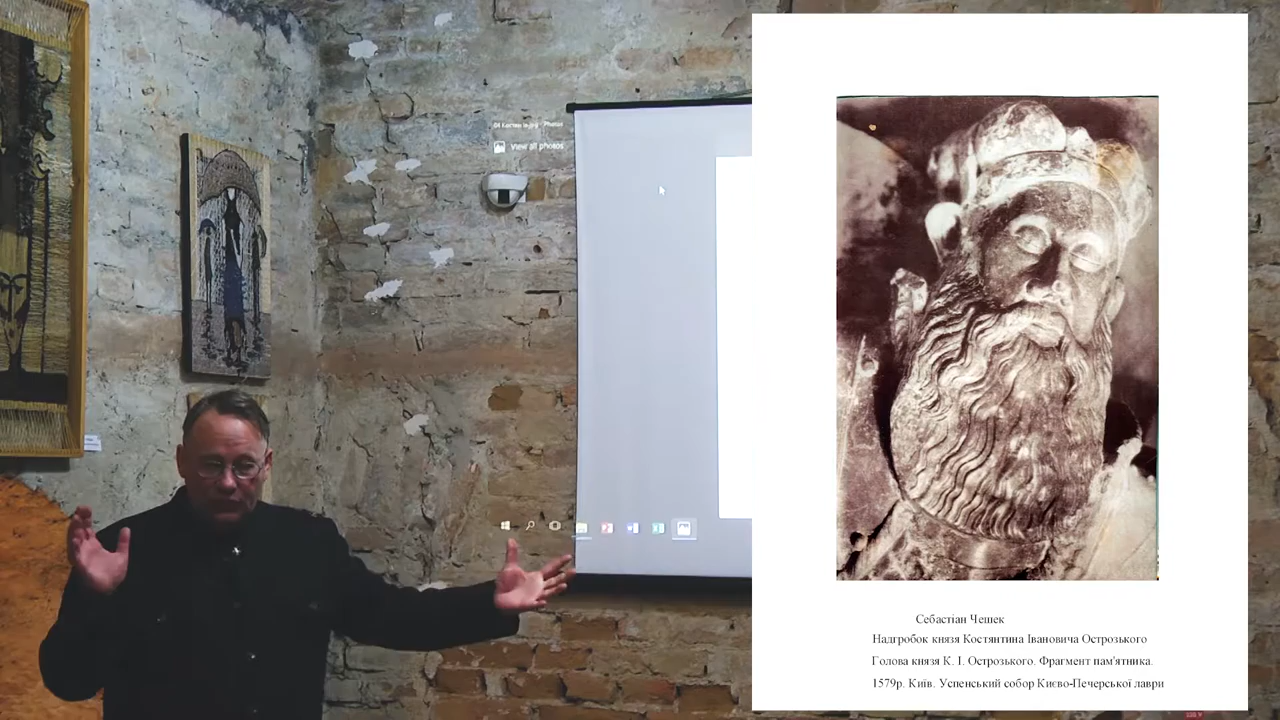 View all photos
Себастіан Чешек
Надгробок князя Костянтина Івановича Острозького
Голова князя К. І. Острозького. Фрагмент пам'ятника.
1579р. Київ. Успенський собор Києво-Печерської лаври